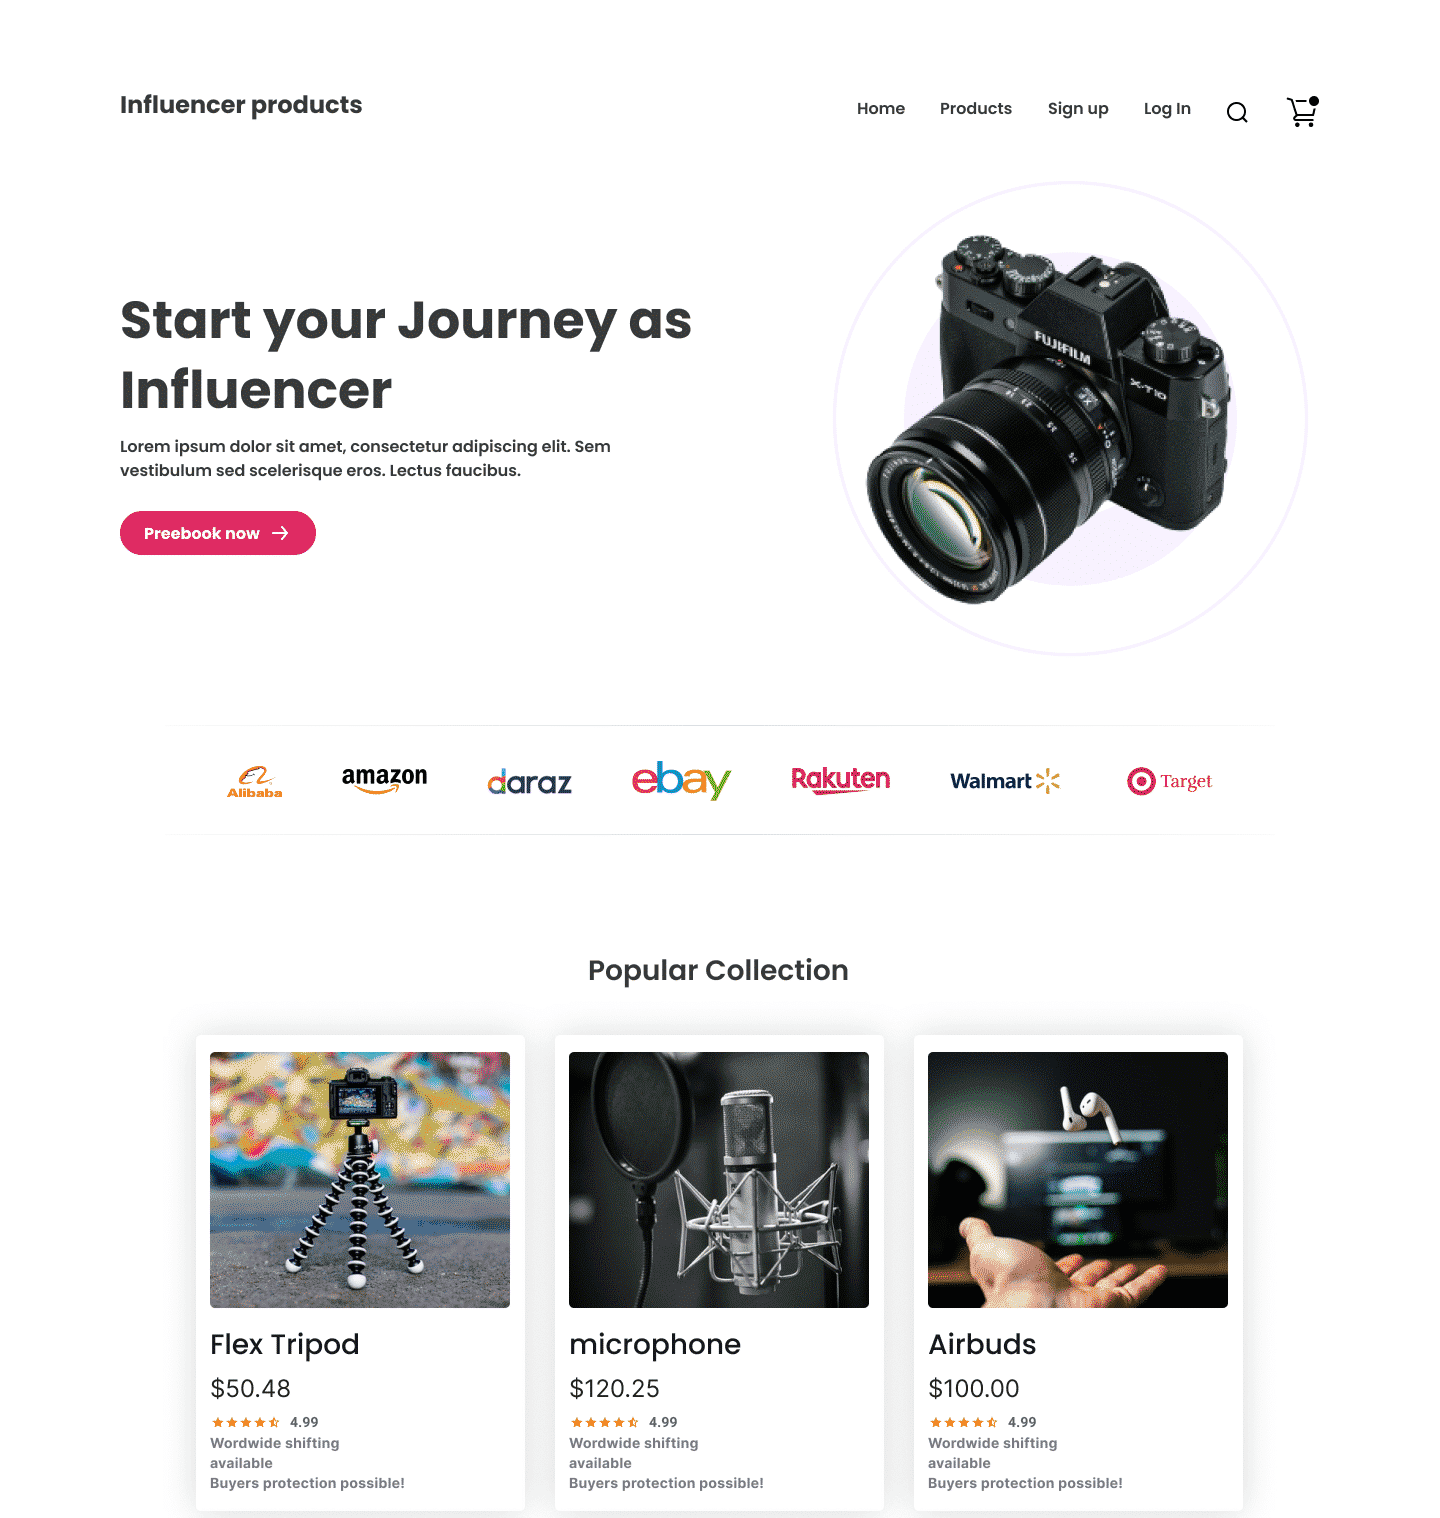 Influencer products
Home Products Sign up Log In
Start your Journey as
Influencer
Lorem ipsum dolor sit amet, consectetur adipiscing elit. Sem
vestibulum sed scelerisque eros. Lectus faucibus.
Preebook now
FUJIFILM
X-T10
Alibaba
amazon
daraz
ebay
Rakuten
Walmart
Target
Popular Collection
Flex Tripod
$50.48
4.99
Wordwide shifting
available
Buyers protection possible!
microphone
$120.25
4.99
Wordwide shifting
available
Buyers protection possible!
Airbuds
$100.00
4.99
Wordwide shifting
available
Buyers protection possible!